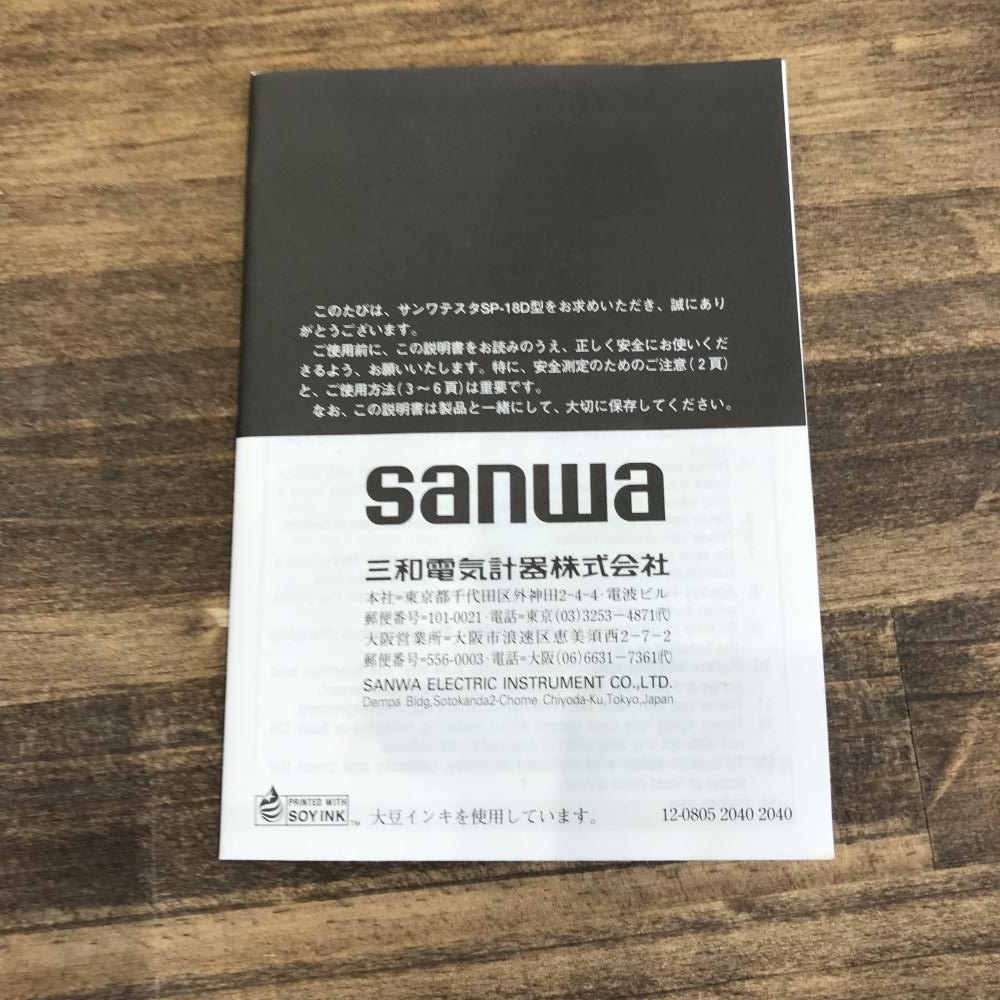 このたびは、サンワテスタSP-18D型をお求めいただき、誠にあり
がとうございます。
ご使用前に、この説明書をお読みのうえ、正しく安全にお使いくだ
さるよう、お願いいたします。特に、安全測定のためのご注意(2頁)
と、ご使用方法(3〜6頁)は重要です。
なお、この説明書は製品と一緒にして、大切に保存してください。
sanwa
三和電気計器株式会社
本社=東京都千代田区外神田2-4-4・電波ビル
郵便番号=101-0021・電話=東京(03)3253-4871(代)
大阪営業所=大阪市浪速区恵美須西2-7-2
郵便番号=556-0003・電話=大阪(06)6631-7361(代)
SANWA ELECTRIC INSTRUMENT CO.,LTD.
Dempa Bldg,Sotokanda2-Chome Chiyoda-Ku,Tokyo,Japan
PRINTED WITH
SOY INK™
大豆インキを使用しています。
12-0805 2040 2040